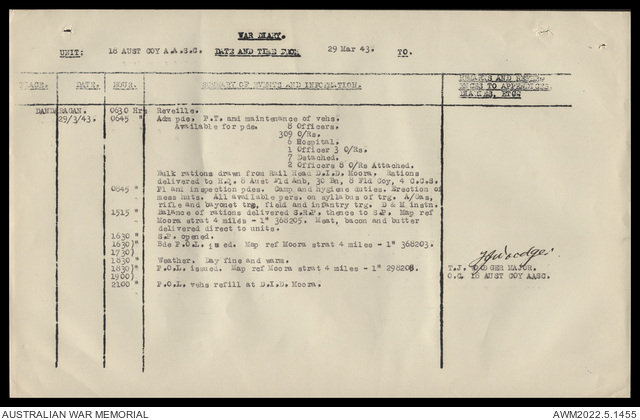 WAR DIARY.
UNIT: 18 AUST COY A.A.S.C. DATE AND TIME FROM 29 Mar 43. TO.
PLACE. DATE. HOUR. SUMMARY OF EVENTS AND INFORMATION. REMARKS AND REFER-
ENCES TO APPENDICES,
DIARIES, ETC.
DANDARAGAN. 0630 Hrs Reveille.
29/3/43. 0645 " Adm pde. P.T. and maintenance of vehs.
Available for pde. 8 Officers.
309 O/Rs.
6 Hospital.
1 Officer 3 O/Rs.
7 Detached.
2 Officers 8 O/Rs Attached.
Bulk rations drawn from Rail Head D.I.D. Moora. Rations
delivered to H.Q. 8 Aust Fld Amb, 30 Bn, 8 Fld Coy, 4 C.C.S.
0845 " Pl ani inspection pdes. Camp and hygiene duties. Erection of
mess huts. All available pers. on syllabus of trg. A/Gas,
rifle and bayonet trg, field and infantry trg. D & M instn.
1515 " Balance of rations delivered S.R.P. thence to S.P. Map ref
Moora strat 4 miles - 1" 368205. Meat, bacon and butter
delivered direct to units.
1630 " S.P. opened.
1630) " Bde P.O.L. issued. Map ref Moora strat 4 miles - 1" 368203.
1730)
1830 " Weather. Day fine and warm.
1830) " P.O.L. issued. Map ref Moora strat 4 miles - 1" 298208.
1900)
2100 " P.O.L. vehs refill at D.I.D. Moora.
T.J. WODGER MAJOR.
O.C. 18 AUST COY AASC.
AUSTRALIAN WAR MEMORIAL AWM2022.5.1455